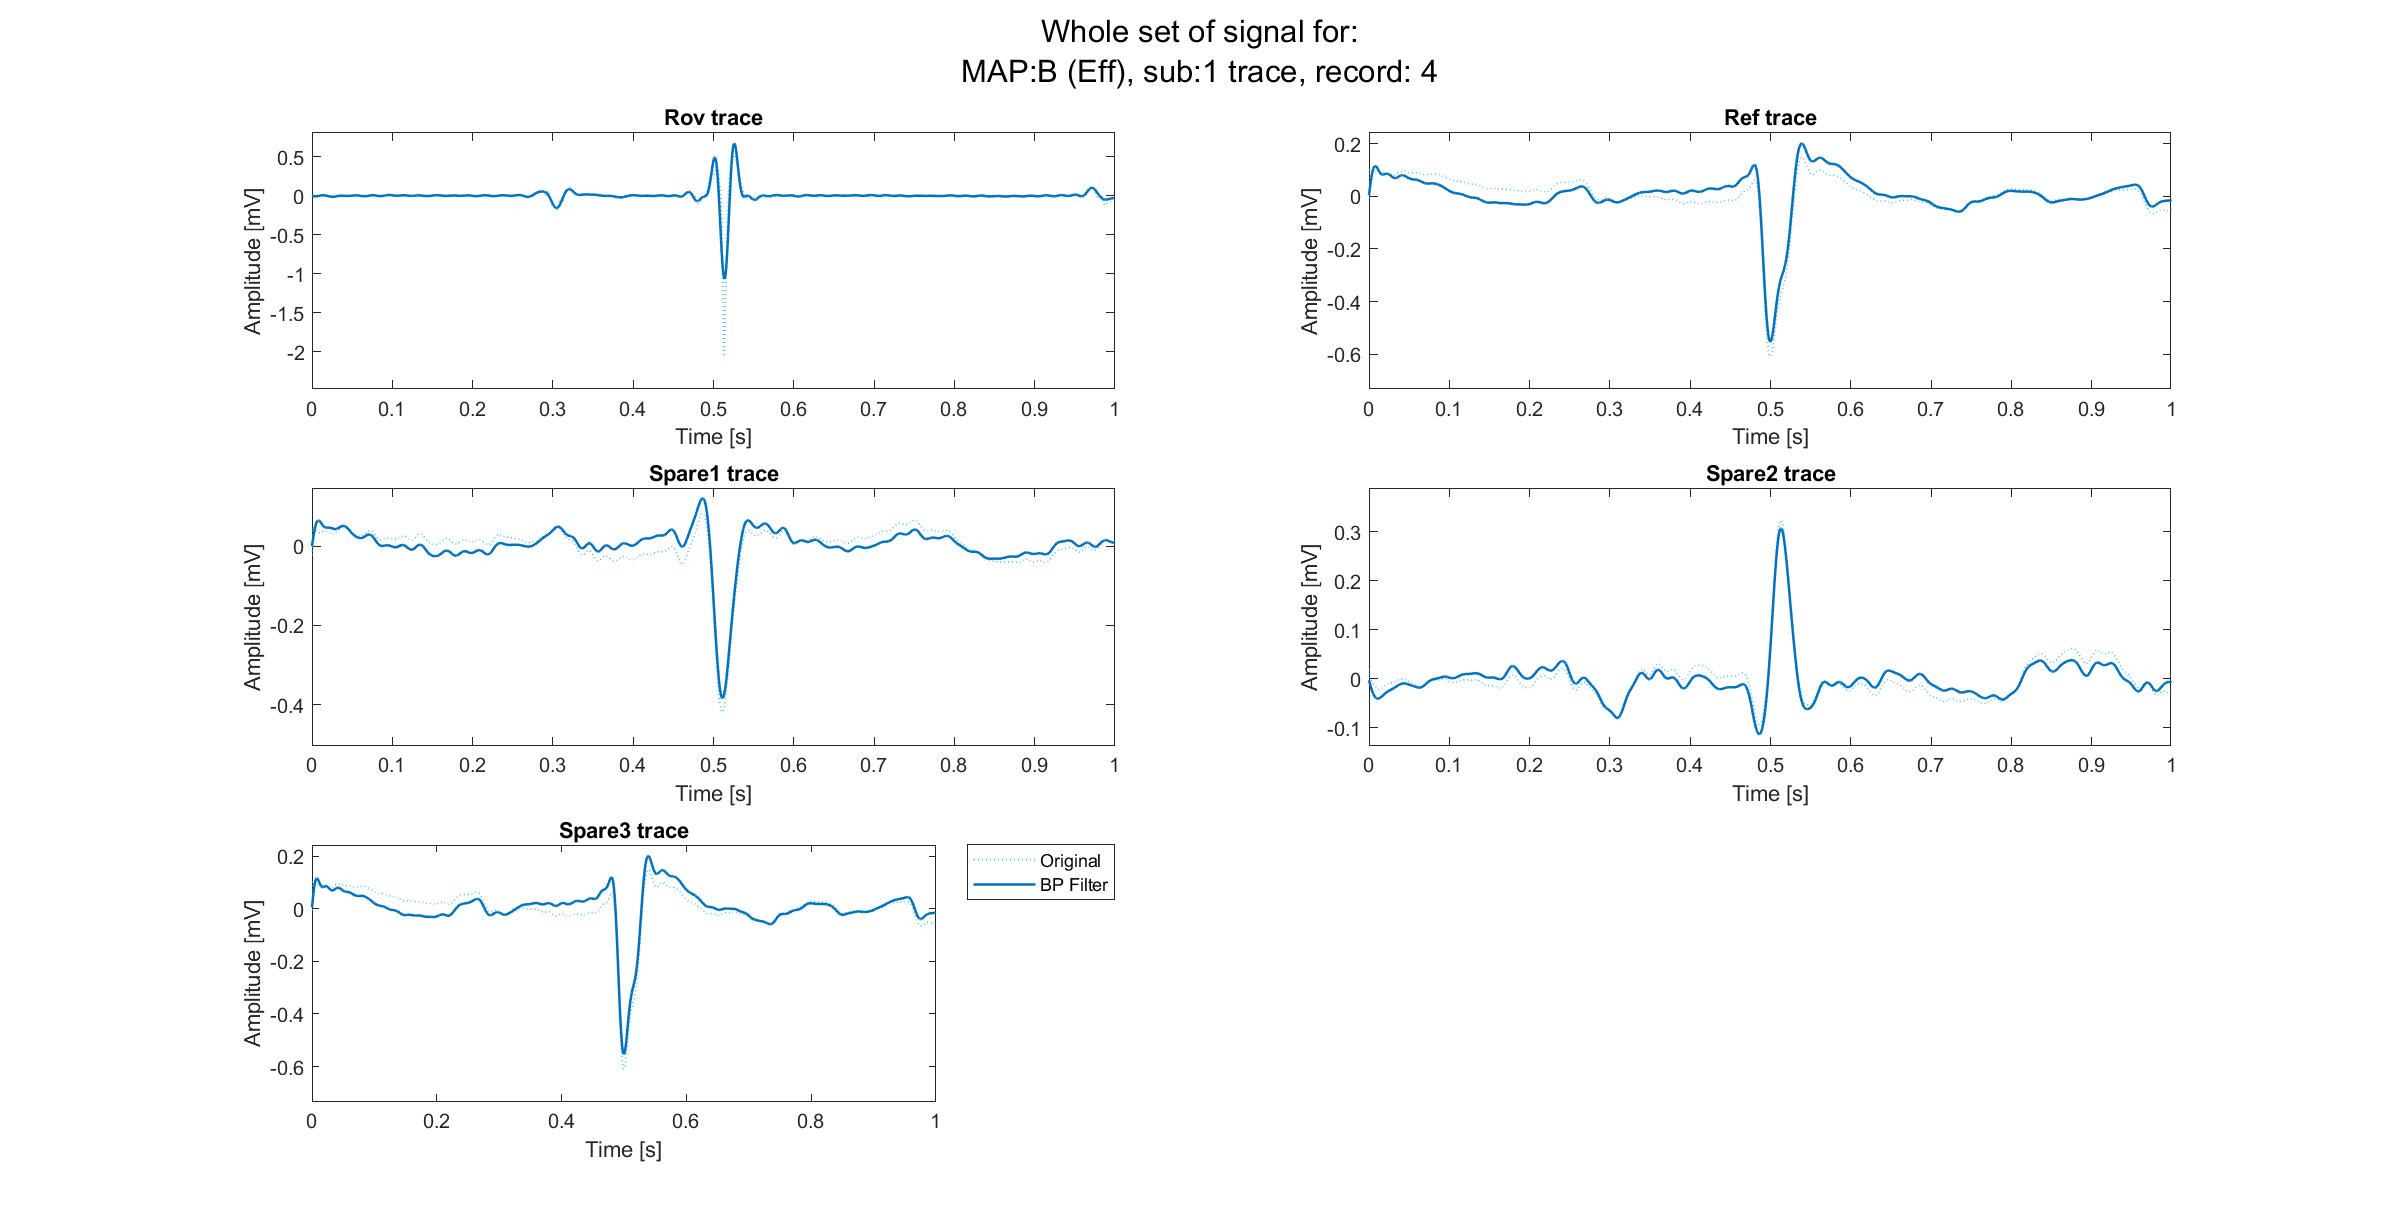 Whole set of signal for:
MAP:B (Eff), sub:1 trace, record: 4
Rov trace
Amplitude [mV]
0.5
0
-0.5
-1
-1.5
-2
0 0.1 0.2 0.3 0.4 0.5 0.6 0.7 0.8 0.9 1
Time [s]
Ref trace
Amplitude [mV]
0.2
0
-0.2
-0.4
-0.6
0 0.1 0.2 0.3 0.4 0.5 0.6 0.7 0.8 0.9 1
Time [s]
Spare1 trace
Amplitude [mV]
0
-0.2
-0.4
0 0.1 0.2 0.3 0.4 0.5 0.6 0.7 0.8 0.9 1
Time [s]
Spare2 trace
Amplitude [mV]
0.3
0.2
0.1
0
-0.1
0 0.1 0.2 0.3 0.4 0.5 0.6 0.7 0.8 0.9 1
Time [s]
Spare3 trace
Amplitude [mV]
0.2
0
-0.2
-0.4
-0.6
0 0.2 0.4 0.6 0.8 1
Time [s]
Original
BP Filter